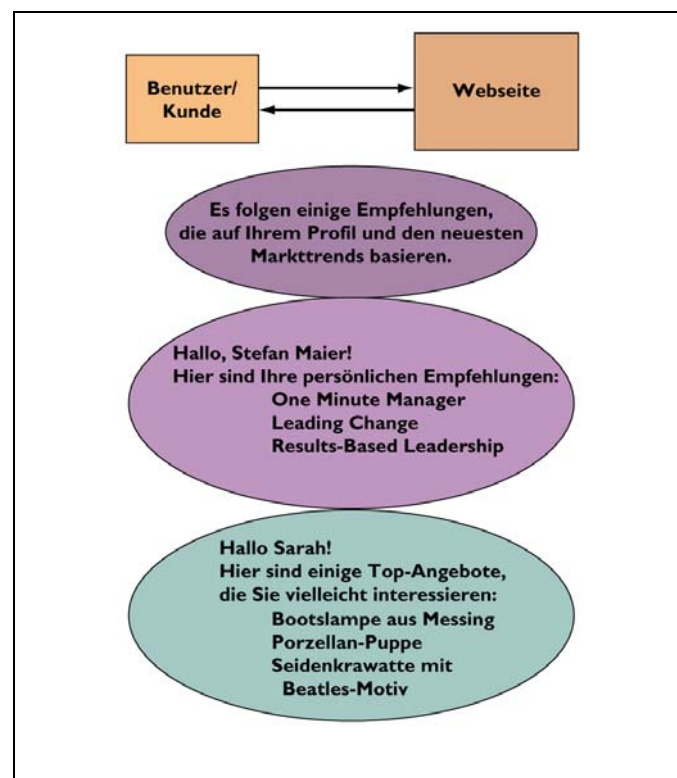 Benutzer/
Kunde
Webseite
Es folgen einige Empfehlungen,
die auf Ihrem Profil und den neuesten
Markttrends basieren.
Hallo, Stefan Maier!
Hier sind Ihre persönlichen Empfehlungen:
One Minute Manager
Leading Change
Results-Based Leadership
Hallo Sarah!
Hier sind einige Top-Angebote,
die Sie vielleicht interessieren:
Bootslampe aus Messing
Porzellan-Puppe
Seidenkrawatte mit
Beatles-Motiv